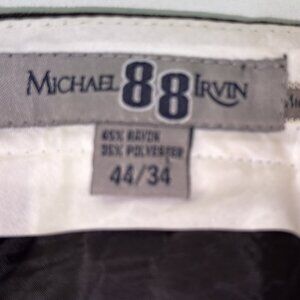 MICHAEL 88 IRVIN
65% RAYON
35% POLYESTER
44/34